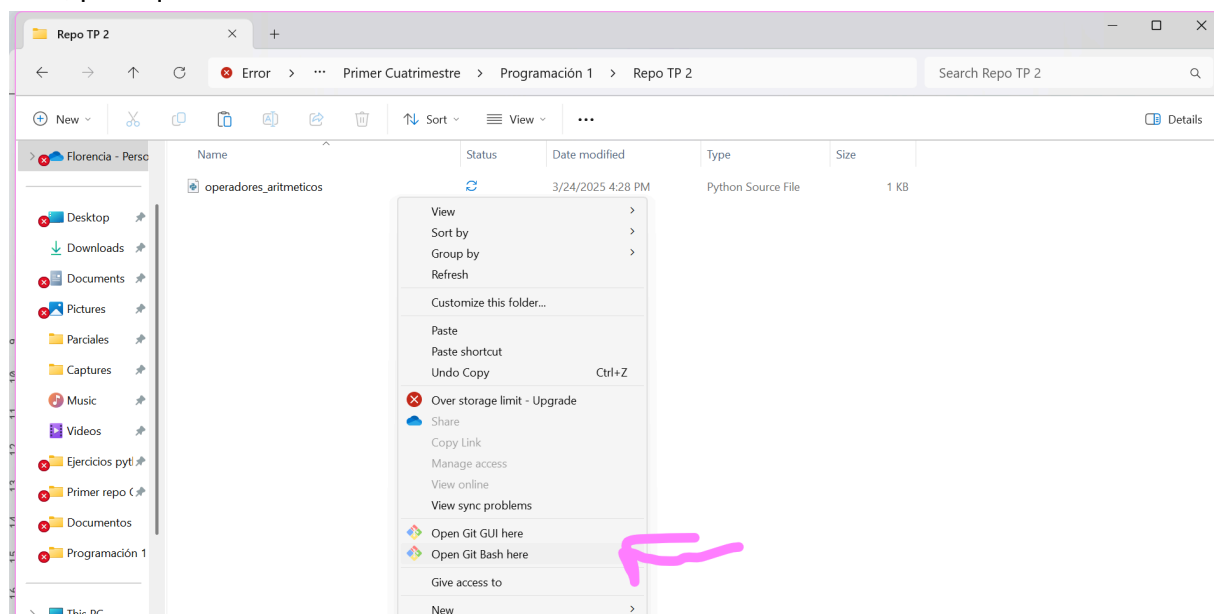 Repo TP 2
Error > ... Primer Cuatrimestre > Programación 1 > Repo TP 2
Search Repo TP 2
New
Sort
View
...
Details
Florencia - Perso
Desktop
Downloads
Documents
Pictures
Parciales
Captures
Music
Videos
Ejercicios pyt
Primer repo (
Documentos
Programación 1
This PC
Name Status Date modified Type Size
operadores_aritmeticos 3/24/2025 4:28 PM Python Source File 1 KB
View
Sort by
Group by
Refresh
Customize this folder...
Paste
Paste shortcut
Undo Copy Ctrl+Z
Over storage limit - Upgrade
Share
Copy Link
Manage access
View online
View sync problems
Open Git GUI here
Open Git Bash here
Give access to
New